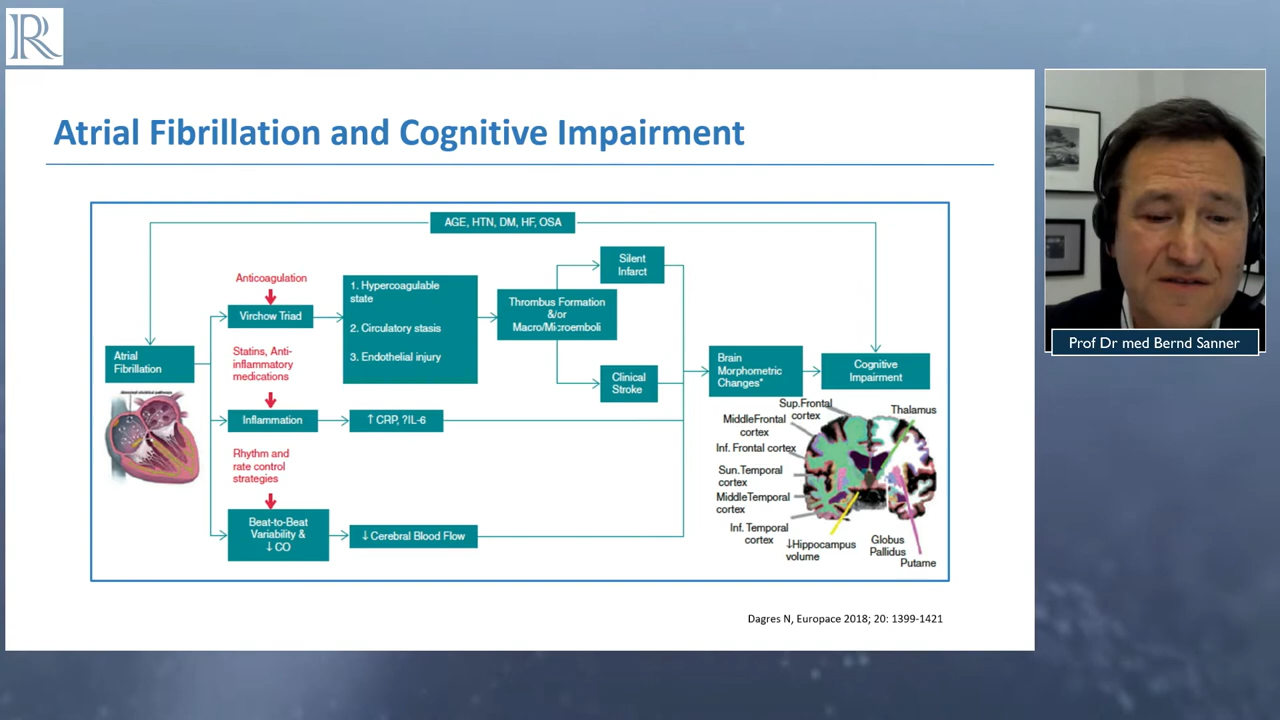 R
Atrial Fibrillation and Cognitive Impairment
AGE, HTN, DM, HF, OSA
Anticoagulation
Virchow Triad
1. Hypercoagulable
state
2. Circulatory stasis
3. Endothelial injury
Thrombus Formation
&/or
Macro/Microemboli
Silent
Infarct
Clinical
Stroke
Atrial
Fibrillation
Statins, Anti-
inflammatory
medications
Inflammation
↑ CRP, ?IL-6
Rhythm and
rate control
strategies
Beat-to-Beat
Variability &
↓ CO
↓ Cerebral Blood Flow
Brain
Morphometric
Changes*
Cognitive
Impairment
Sup.Frontal
cortex
MiddleFrontal
cortex
Inf. Frontal cortex
Sun.Temporal
cortex
MiddleTemporal
cortex
Inf. Temporal
cortex
↓Hippocampus
volume
Globus
Pallidus
Putame
Thalamus
Dagres N, Europace 2018; 20: 1399-1421
Prof Dr med Bernd Sanner